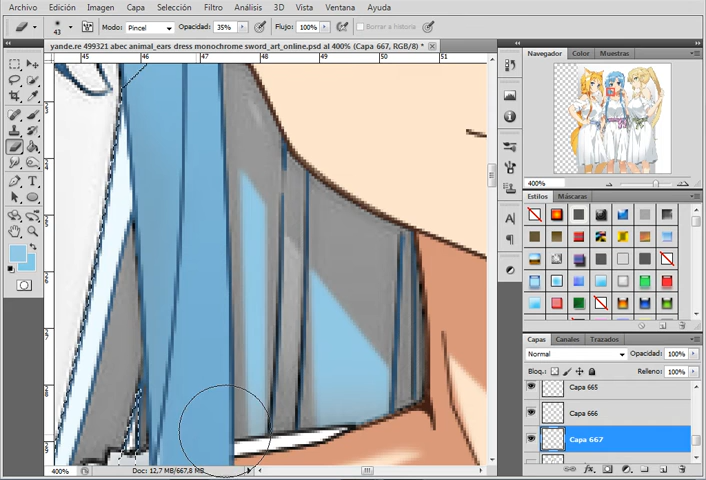 Archivo Edición Imagen Capa Selección Filtro Análisis 3D Vista Ventana Ayuda
43 Modo: Pincel Opacidad: 35% Flujo: 100% Borrar a historia
yande.re 499321 abec animal_ears dress monochrome sword_art_online.psd al 400% (Capa 667, RGB/8) *
45 46 47 48 49 50 51
Navegador Color Muestras
400%
Estilos Máscaras
Capas Canales Trazados
Normal Opacidad: 100%
Bloq.: Relleno: 100%
Capa 665
Capa 666
Capa 667
400% Doc: 12,7 MB/667,8 MB